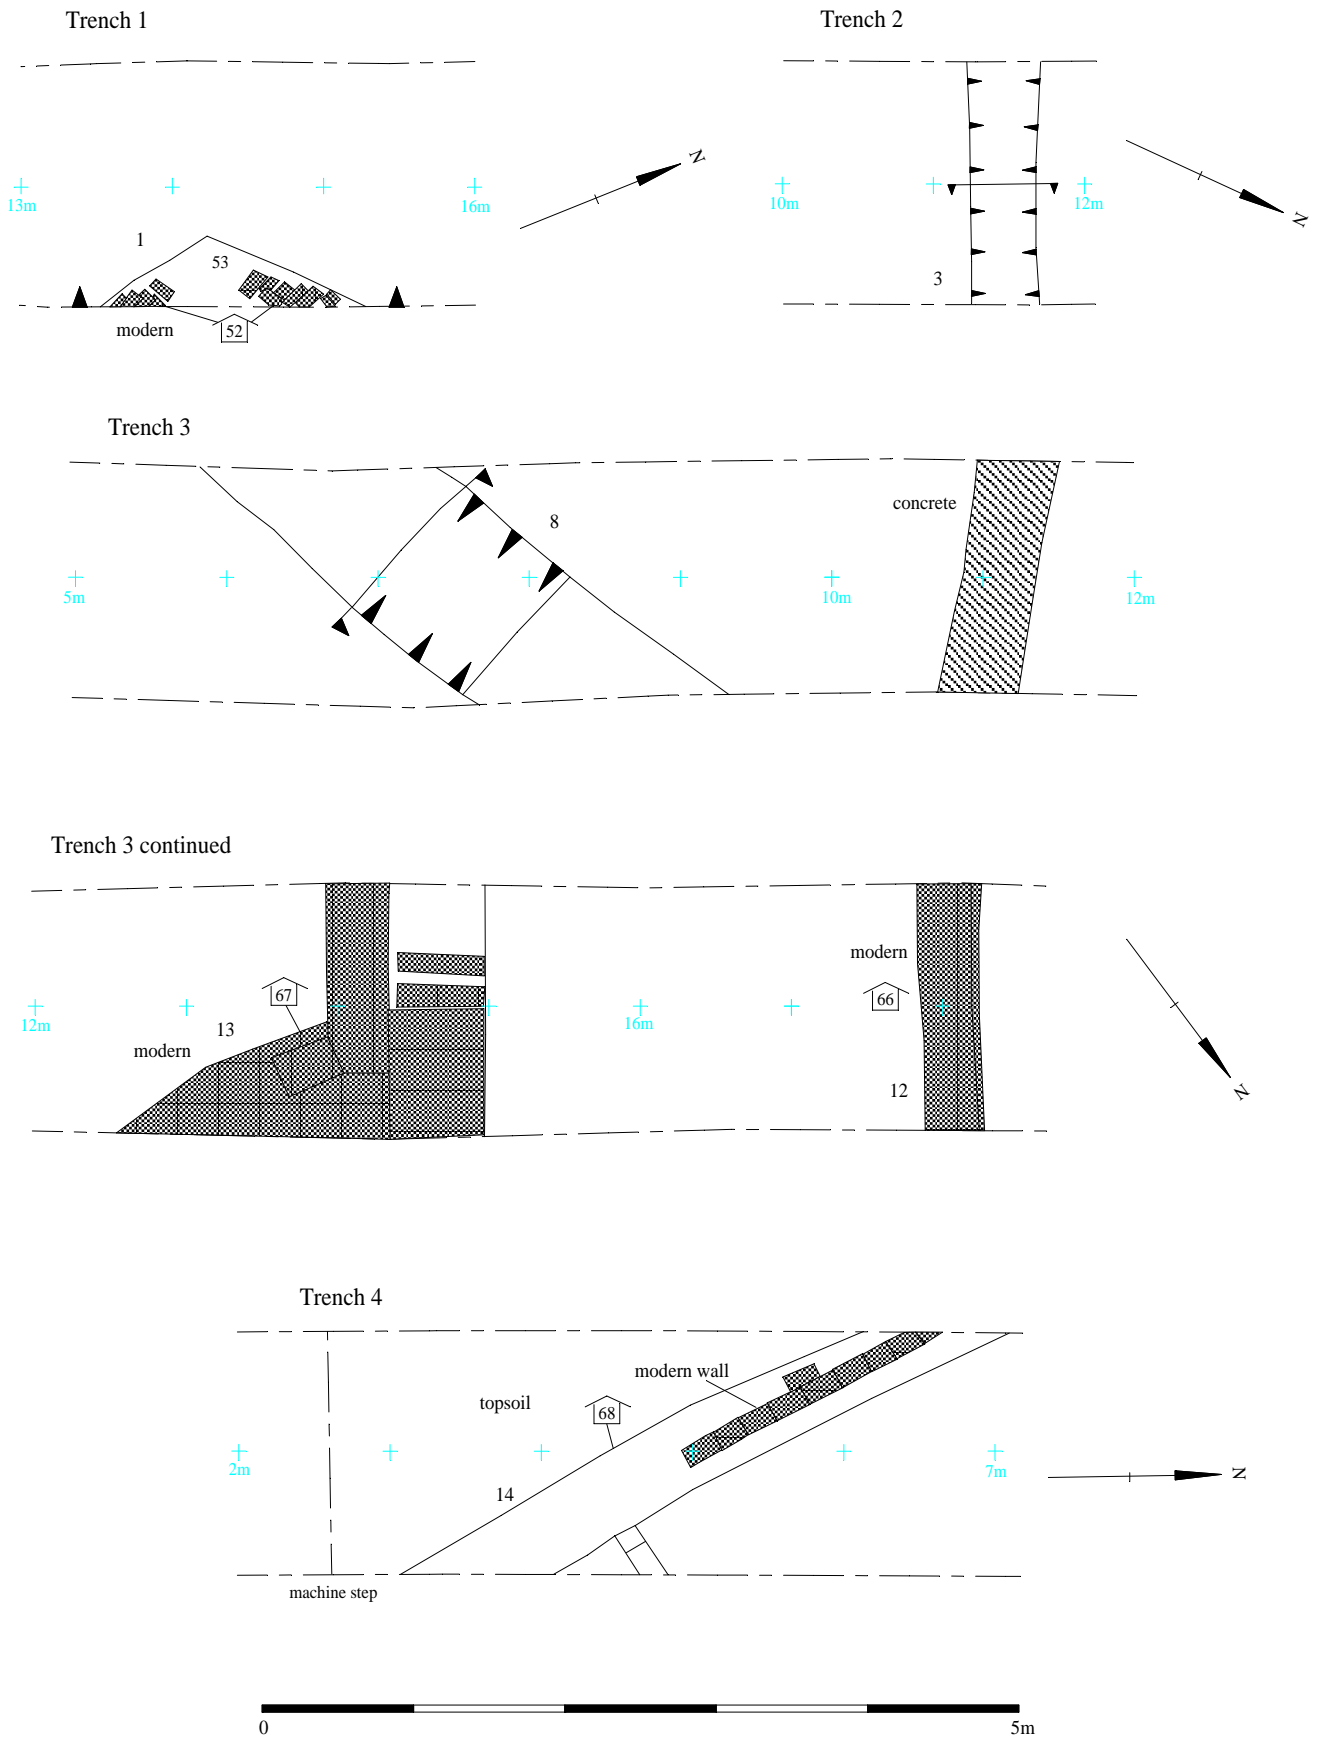 Trench 1
Trench 2
N
13m
16m
10m
12m
N
1
53
3
modern
52
Trench 3
8
concrete
5m
10m
12m
Trench 3 continued
modern
67
66
12m
13
16m
modern
12
N
Trench 4
modern wall
topsoil
68
2m
7m
N
14
machine step
0
5m